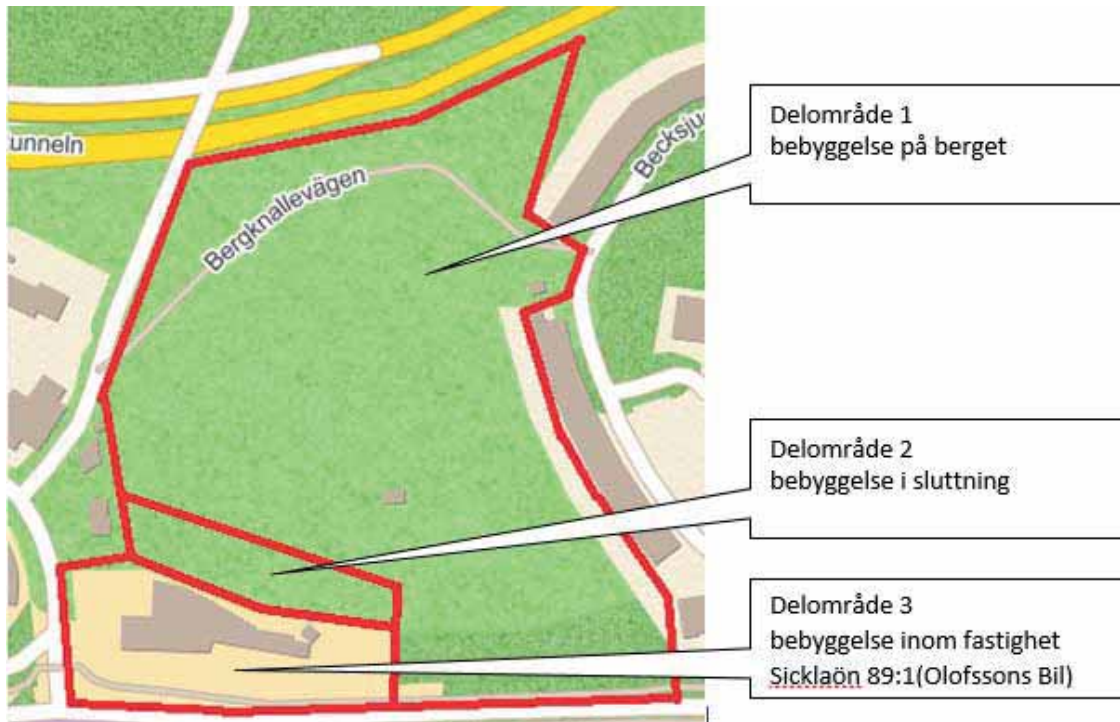 unneln
Bergknallevägen
Becksju
Delområde 1
bebyggelse på berget
Delområde 2
bebyggelse i sluttning
Delområde 3
bebyggelse inom fastighet
Sicklaön 89:1(Olofssons Bil)